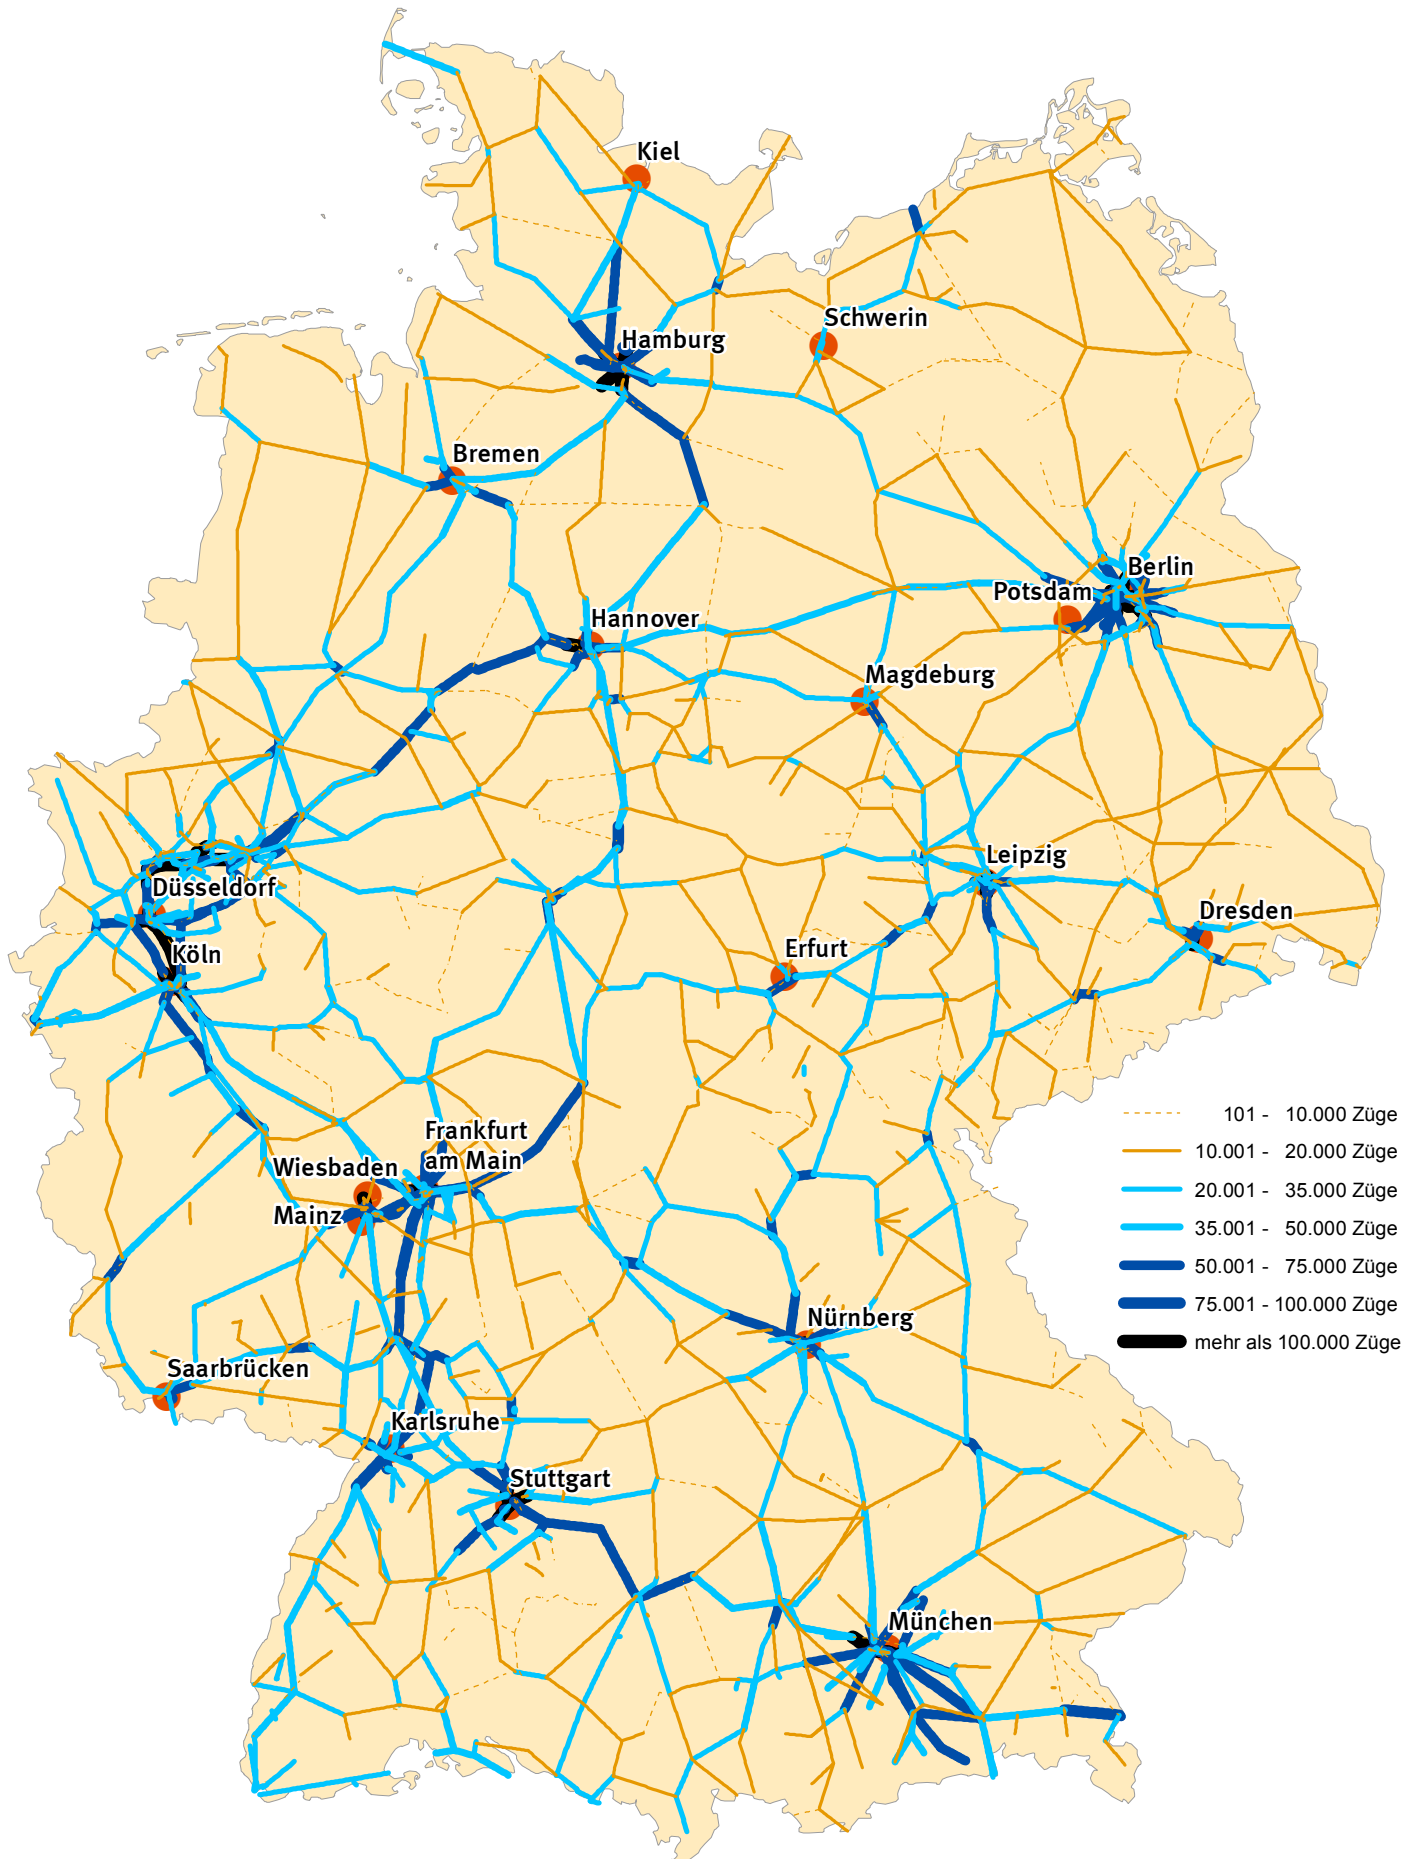 Kiel
Schwerin
Hamburg
Bremen
Berlin
Potsdam
Hannover
Magdeburg
Leipzig
Düsseldorf
Dresden
Köln
Erfurt
101 - 10.000 Züge
10.001 - 20.000 Züge
20.001 - 35.000 Züge
35.001 - 50.000 Züge
50.001 - 75.000 Züge
75.001 - 100.000 Züge
mehr als 100.000 Züge
Frankfurt
am Main
Wiesbaden
Mainz
Nürnberg
Saarbrücken
Karlsruhe
Stuttgart
München